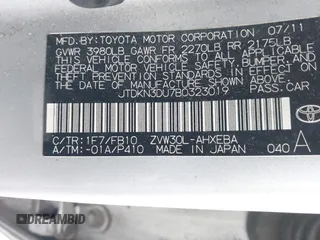 MFD.BY:TOYOTA MOTOR CORPORATION 07/11
GVWR 3980LB GAWR FR 2270LB RR 2175LB
THIS VEHICLE CONFORMS TO ALL APPLICABLE
FEDERAL MOTOR VEHICLE SAFETY AND
THEFT PREVENTION STANDARDS IN EFFECT ON
THE DATE OF MANUFACTURE SHOWN ABOVE.
JTDKN3DU7B0323019 PASS.CAR
C/TR:1F7/FB10 ZVW30L-AHXEBA
A/TM:-01A/P410 MADE IN JAPAN 040 A
DREAMBID